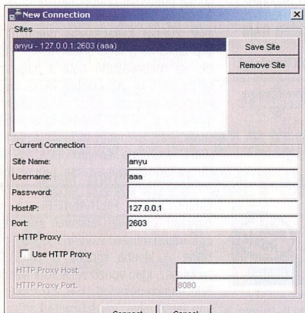 New Connection
Sites
anyu - 127.0.0.1:2603 (aaa)
Save Site
Remove Site
Current Connection
Site Name: anyu
Username: aaa
Password:
Host/IP: 127.0.0.1
Port: 2603
HTTP Proxy
Use HTTP Proxy
HTTP Proxy Host:
HTTP Proxy Port: 8080
Connect Cancel